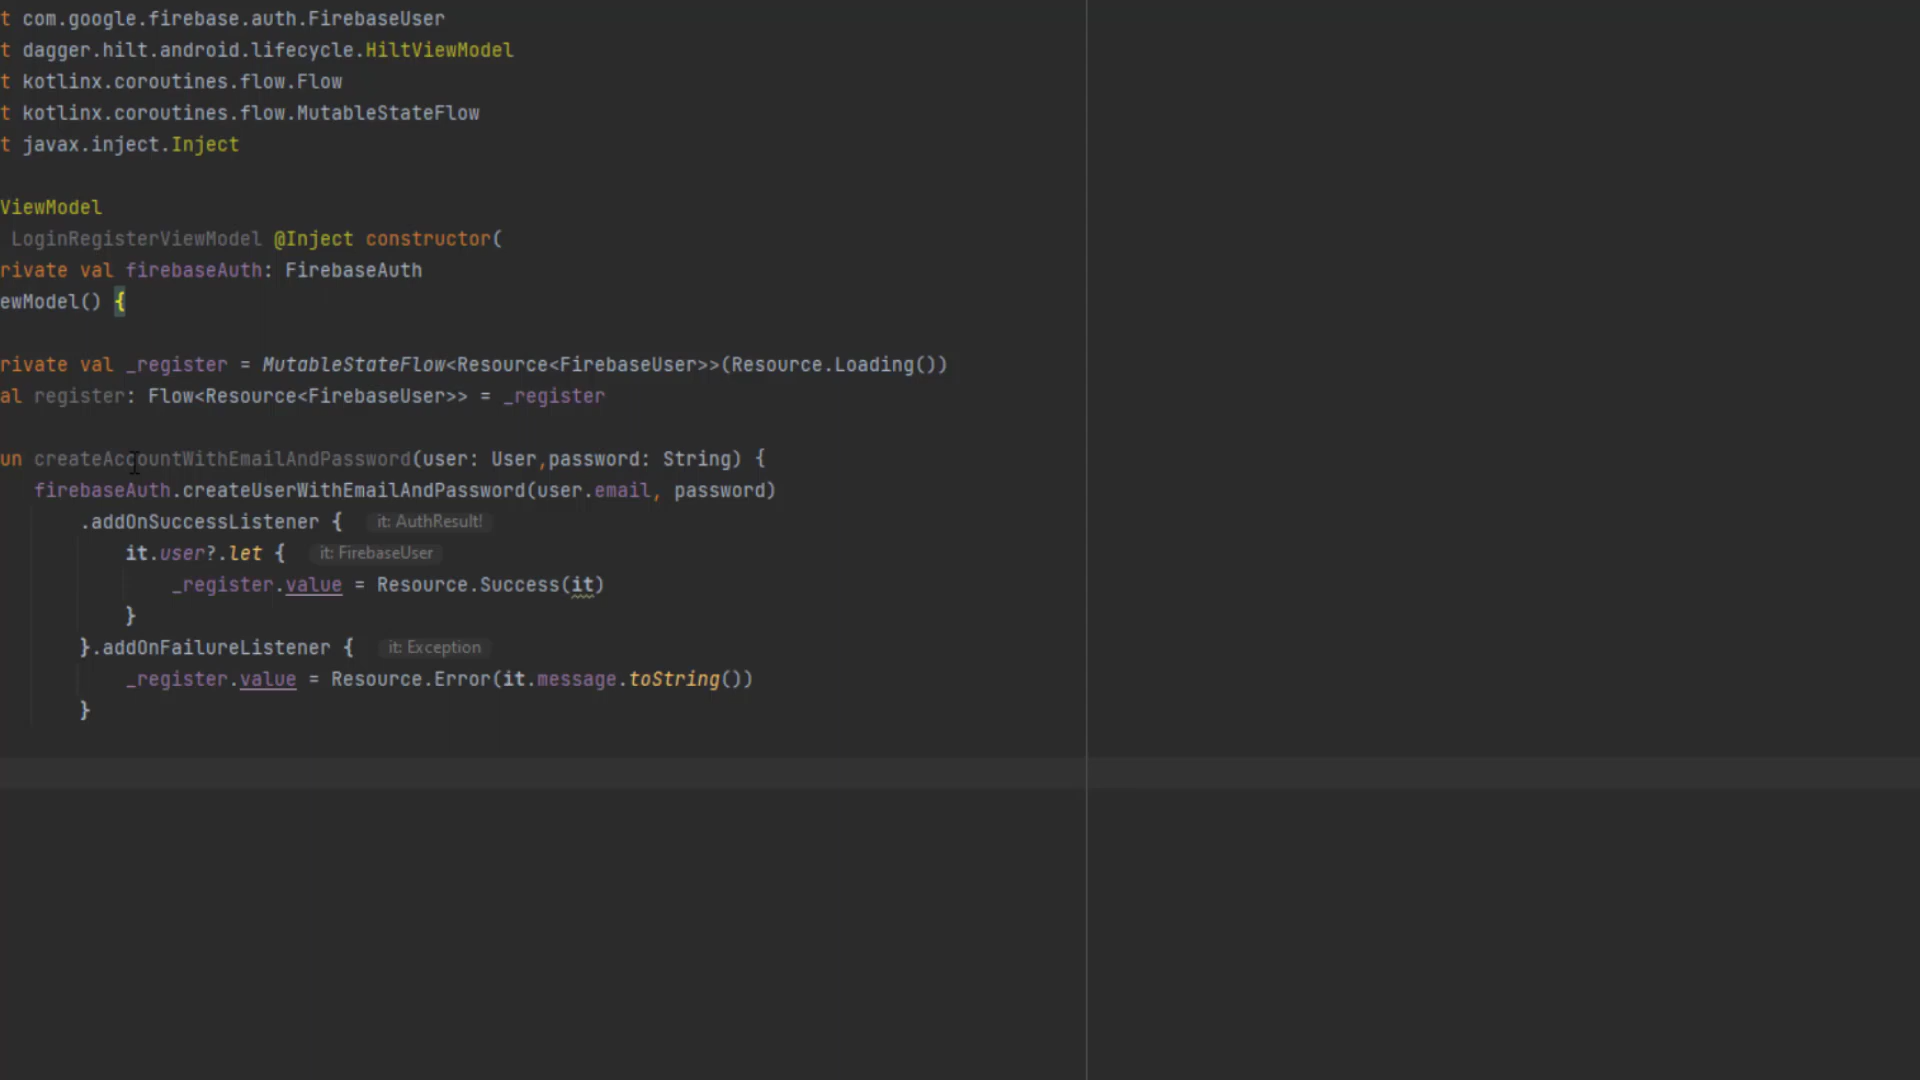 t com.google.firebase.auth.FirebaseUser
t dagger.hilt.android.lifecycle.HiltViewModel
t kotlinx.coroutines.flow.Flow
t kotlinx.coroutines.flow.MutableStateFlow
t javax.inject.Inject
ViewModel
LoginRegisterViewModel @Inject constructor(
rivate val firebaseAuth: FirebaseAuth
ewModel() {
rivate val _register = MutableStateFlow<Resource<FirebaseUser>>(Resource.Loading())
al register: Flow<Resource<FirebaseUser>> = _register
un createAccountWithEmailAndPassword(user: User,password: String) {
firebaseAuth.createUserWithEmailAndPassword(user.email, password)
.addOnSuccessListener { it: AuthResult!
it.user?.let { it: FirebaseUser
_register.value = Resource.Success(it)
}
}.addOnFailureListener { it: Exception
_register.value = Resource.Error(it.message.toString())
}